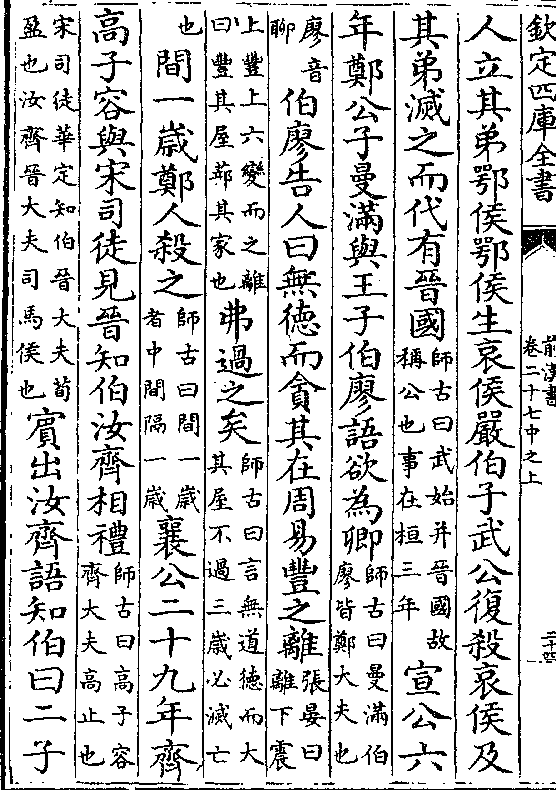 欽定四庫全書
前漢書
卷二十七中之上
二十四
人立其弟鄂侯鄂侯生哀侯嚴伯子武公復殺哀侯及
其弟滅之而代有晉國師古曰武始并晉國故稱公也事在桓三年宣公六
年鄭公子曼滿與王子伯廖語欲為卿師古曰曼滿伯廖皆鄭大夫也
廖音聊伯廖告人曰無德而貪其在周易豐之離張晏曰離下震
上豐上六變而之離曰豐其屋蔀其家也弗過之矣師古曰言無道德而大其屋不過三歲必滅亡
也間一歲鄭人殺之師古曰間一歲者中間隔一歲襄公二十九年齊
高子容與宋司徒見晉知伯汝齊相禮師古曰高子容齊大夫高止也
宋司徒華定知伯晉大夫荀盈也汝齊晉大夫司馬侯也賓出汝齊語知伯曰二子